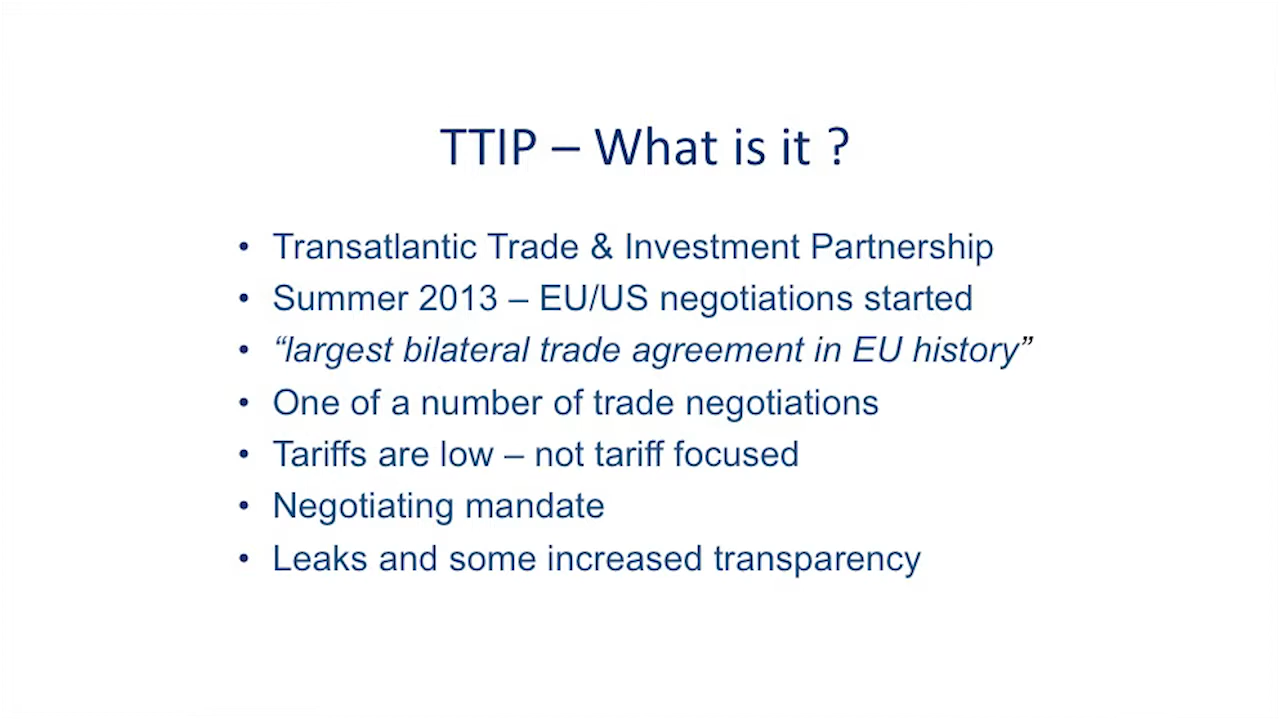 TTIP – What is it ?
• Transatlantic Trade & Investment Partnership
• Summer 2013 – EU/US negotiations started
• “largest bilateral trade agreement in EU history”
• One of a number of trade negotiations
• Tariffs are low – not tariff focused
• Negotiating mandate
• Leaks and some increased transparency